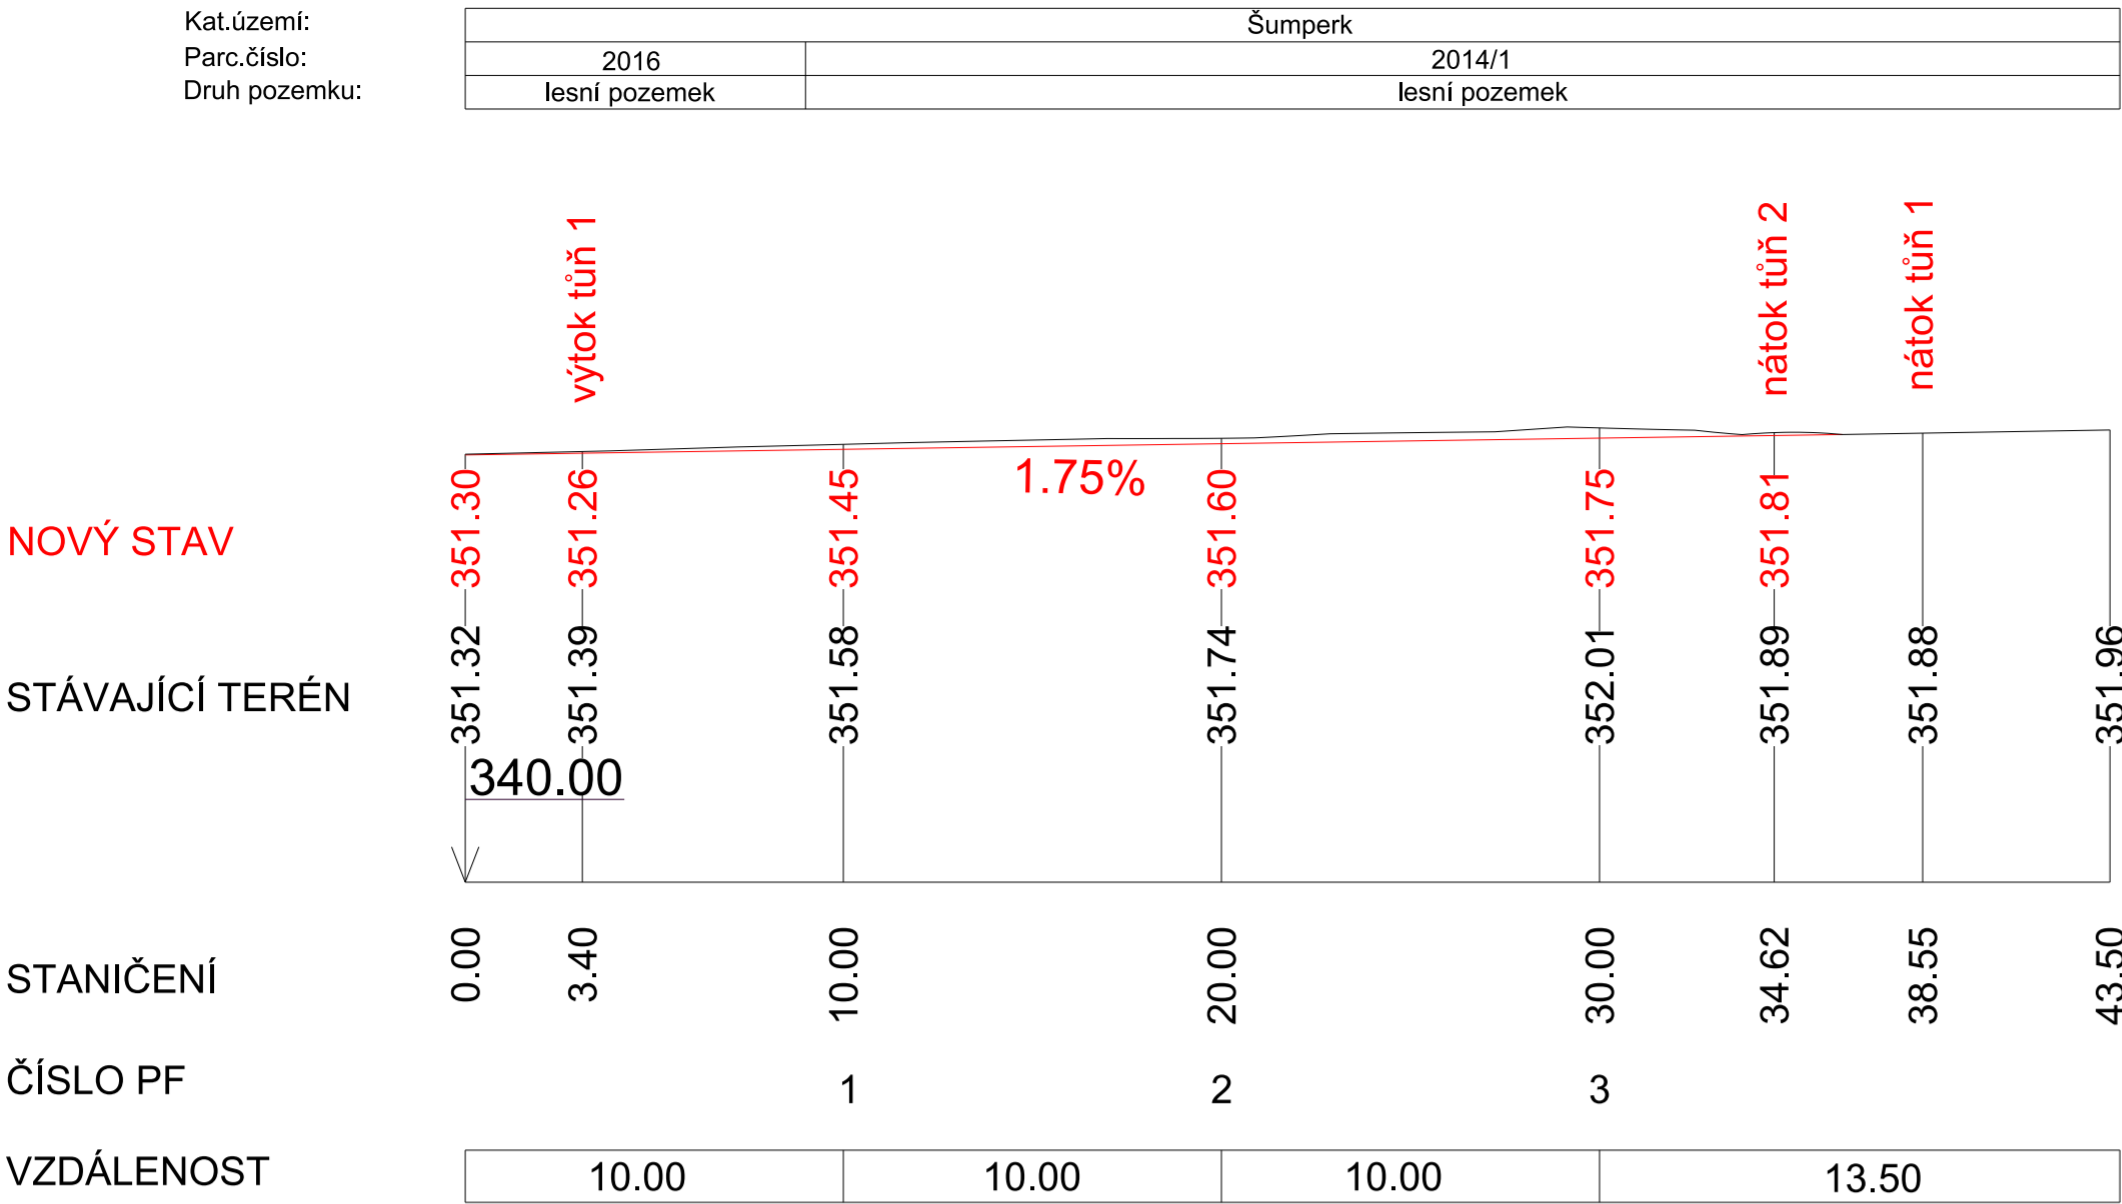 Kat.území: Šumperk
Parc.číslo: 2016 2014/1
Druh pozemku: lesní pozemek lesní pozemek
výtok tůň 1 nátok tůň 2 nátok tůň 1
1.75%
NOVÝ STAV 351.30 351.26 351.45 351.60 351.75 351.81
STÁVAJÍCÍ TERÉN 351.32 351.39 351.58 351.74 352.01 351.89 351.88 351.96
340.00
STANIČENÍ 0.00 3.40 10.00 20.00 30.00 34.62 38.55 43.50
ČÍSLO PF 1 2 3
VZDÁLENOST 10.00 10.00 10.00 13.50